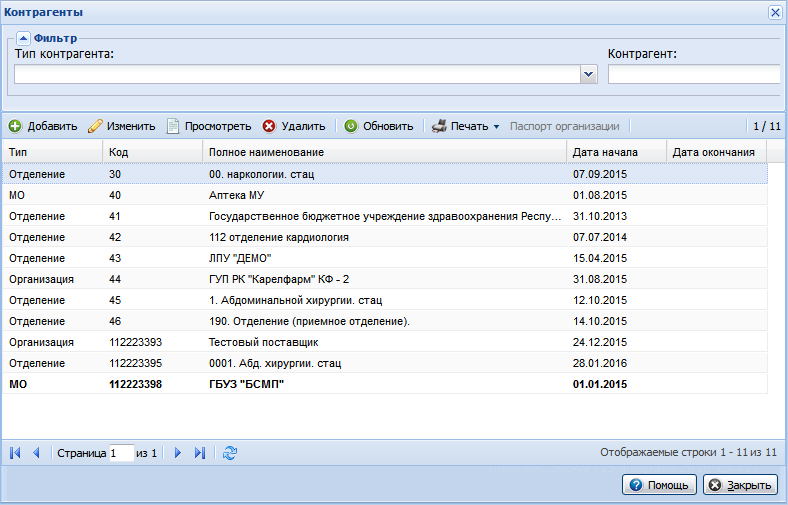 Контрагенты
Фильтр
Тип контрагента: Контрагент:
Добавить Изменить Просмотреть Удалить Обновить Печать Паспорт организации 1 / 11
Тип Код Полное наименование Дата начала Дата окончания
Отделение 30 00. наркологии. стац 07.09.2015
МО 40 Аптека МУ 01.08.2015
Отделение 41 Государственное бюджетное учреждение здравоохранения Респу... 31.10.2013
Отделение 42 112 отделение кардиология 07.07.2014
Отделение 43 ЛПУ "ДЕМО" 15.04.2015
Организация 44 ГУП РК "Карелфарм" КФ - 2 31.08.2015
Отделение 45 1. Абдоминальной хирургии. стац 12.10.2015
Отделение 46 190. Отделение (приемное отделение). 14.10.2015
Организация 112223393 Тестовый поставщик 24.12.2015
Отделение 112223395 0001. Абд. хирургии. стац 28.01.2016
МО 112223398 ГБУЗ "БСМП" 01.01.2015
Страница 1 из 1 Отображаемые строки 1 - 11 из 11
Помощь Закрыть